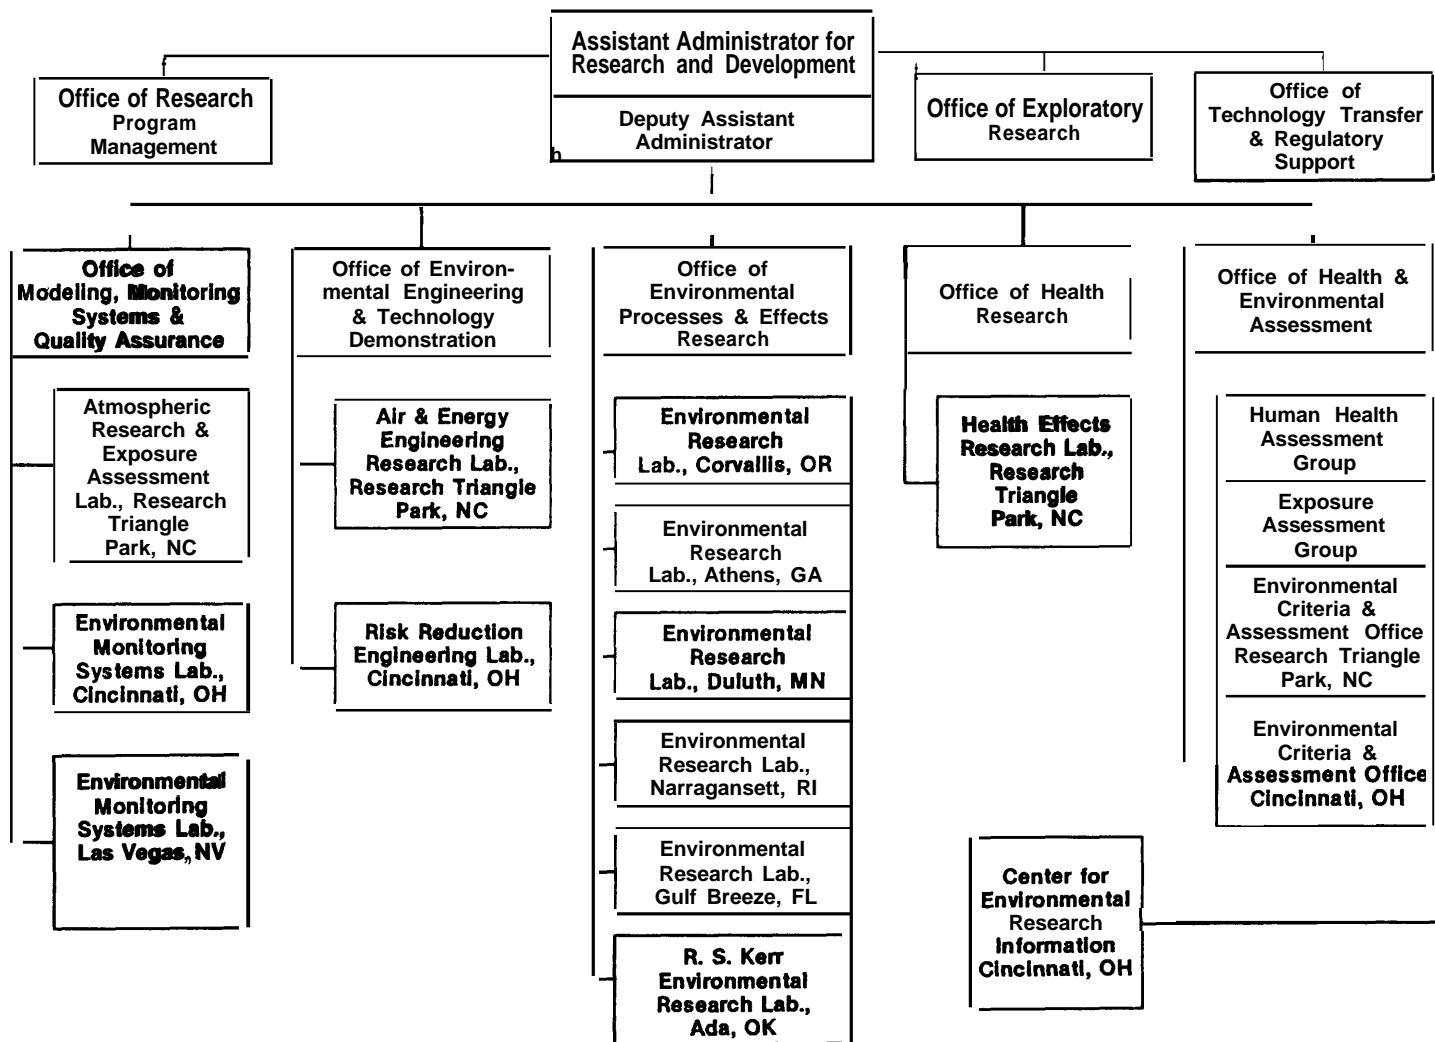 Assistant Administrator for
Research and Development
Deputy Assistant
Administrator
h
Office of Research
Program
Management
Office of Exploratory
Research
Office of
Technology Transfer
& Regulatory
Support
Office of
Modeling, Monitoring
Systems &
Quality Assurance
Atmospheric
Research &
Exposure
Assessment
Lab., Research
Triangle
Park, NC
Environmental
Monitoring
Systems Lab.,
Cincinnati, OH
Environmental
Monitoring
Systems Lab.,
Las Vegas,, NV
Office of Environ-
mental Engineering
& Technology
Demonstration
Air & Energy
Engineering
Research Lab.,
Research Triangle
Park, NC
Risk Reduction
Engineering Lab.,
Cincinnati, OH
Office of
Environmental
Processes & Effects
Research
Environmental
Research
Lab., Corvallis, OR
Environmental
Research
Lab., Athens, GA
Environmental
Research
Lab., Duluth, MN
Environmental
Research Lab.,
Narragansett, RI
Environmental
Research Lab.,
Gulf Breeze, FL
R. S. Kerr
Environmental
Research Lab.,
Ada, OK
Office of Health
Research
Health Effects
Research Lab.,
Research
Triangle
Park, NC
Office of Health &
Environmental
Assessment
Human Health
Assessment
Group
Exposure
Assessment
Group
Environmental
Criteria &
Assessment Office
Research Triangle
Park, NC
Environmental
Criteria &
Assessment Office
Cincinnati, OH
Center for
Environmental
Research
Information
Cincinnati, OH